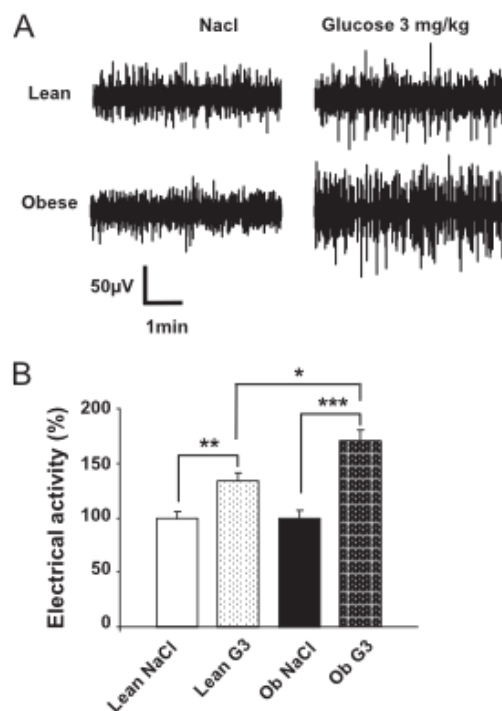 A
Nacl Glucose 3 mg/kg
Lean
Obese
50µV
1min
B
Electrical activity (%)
200
150
100
50
0
*
**
***
Lean NaCl
Lean G3
Ob NaCl
Ob G3